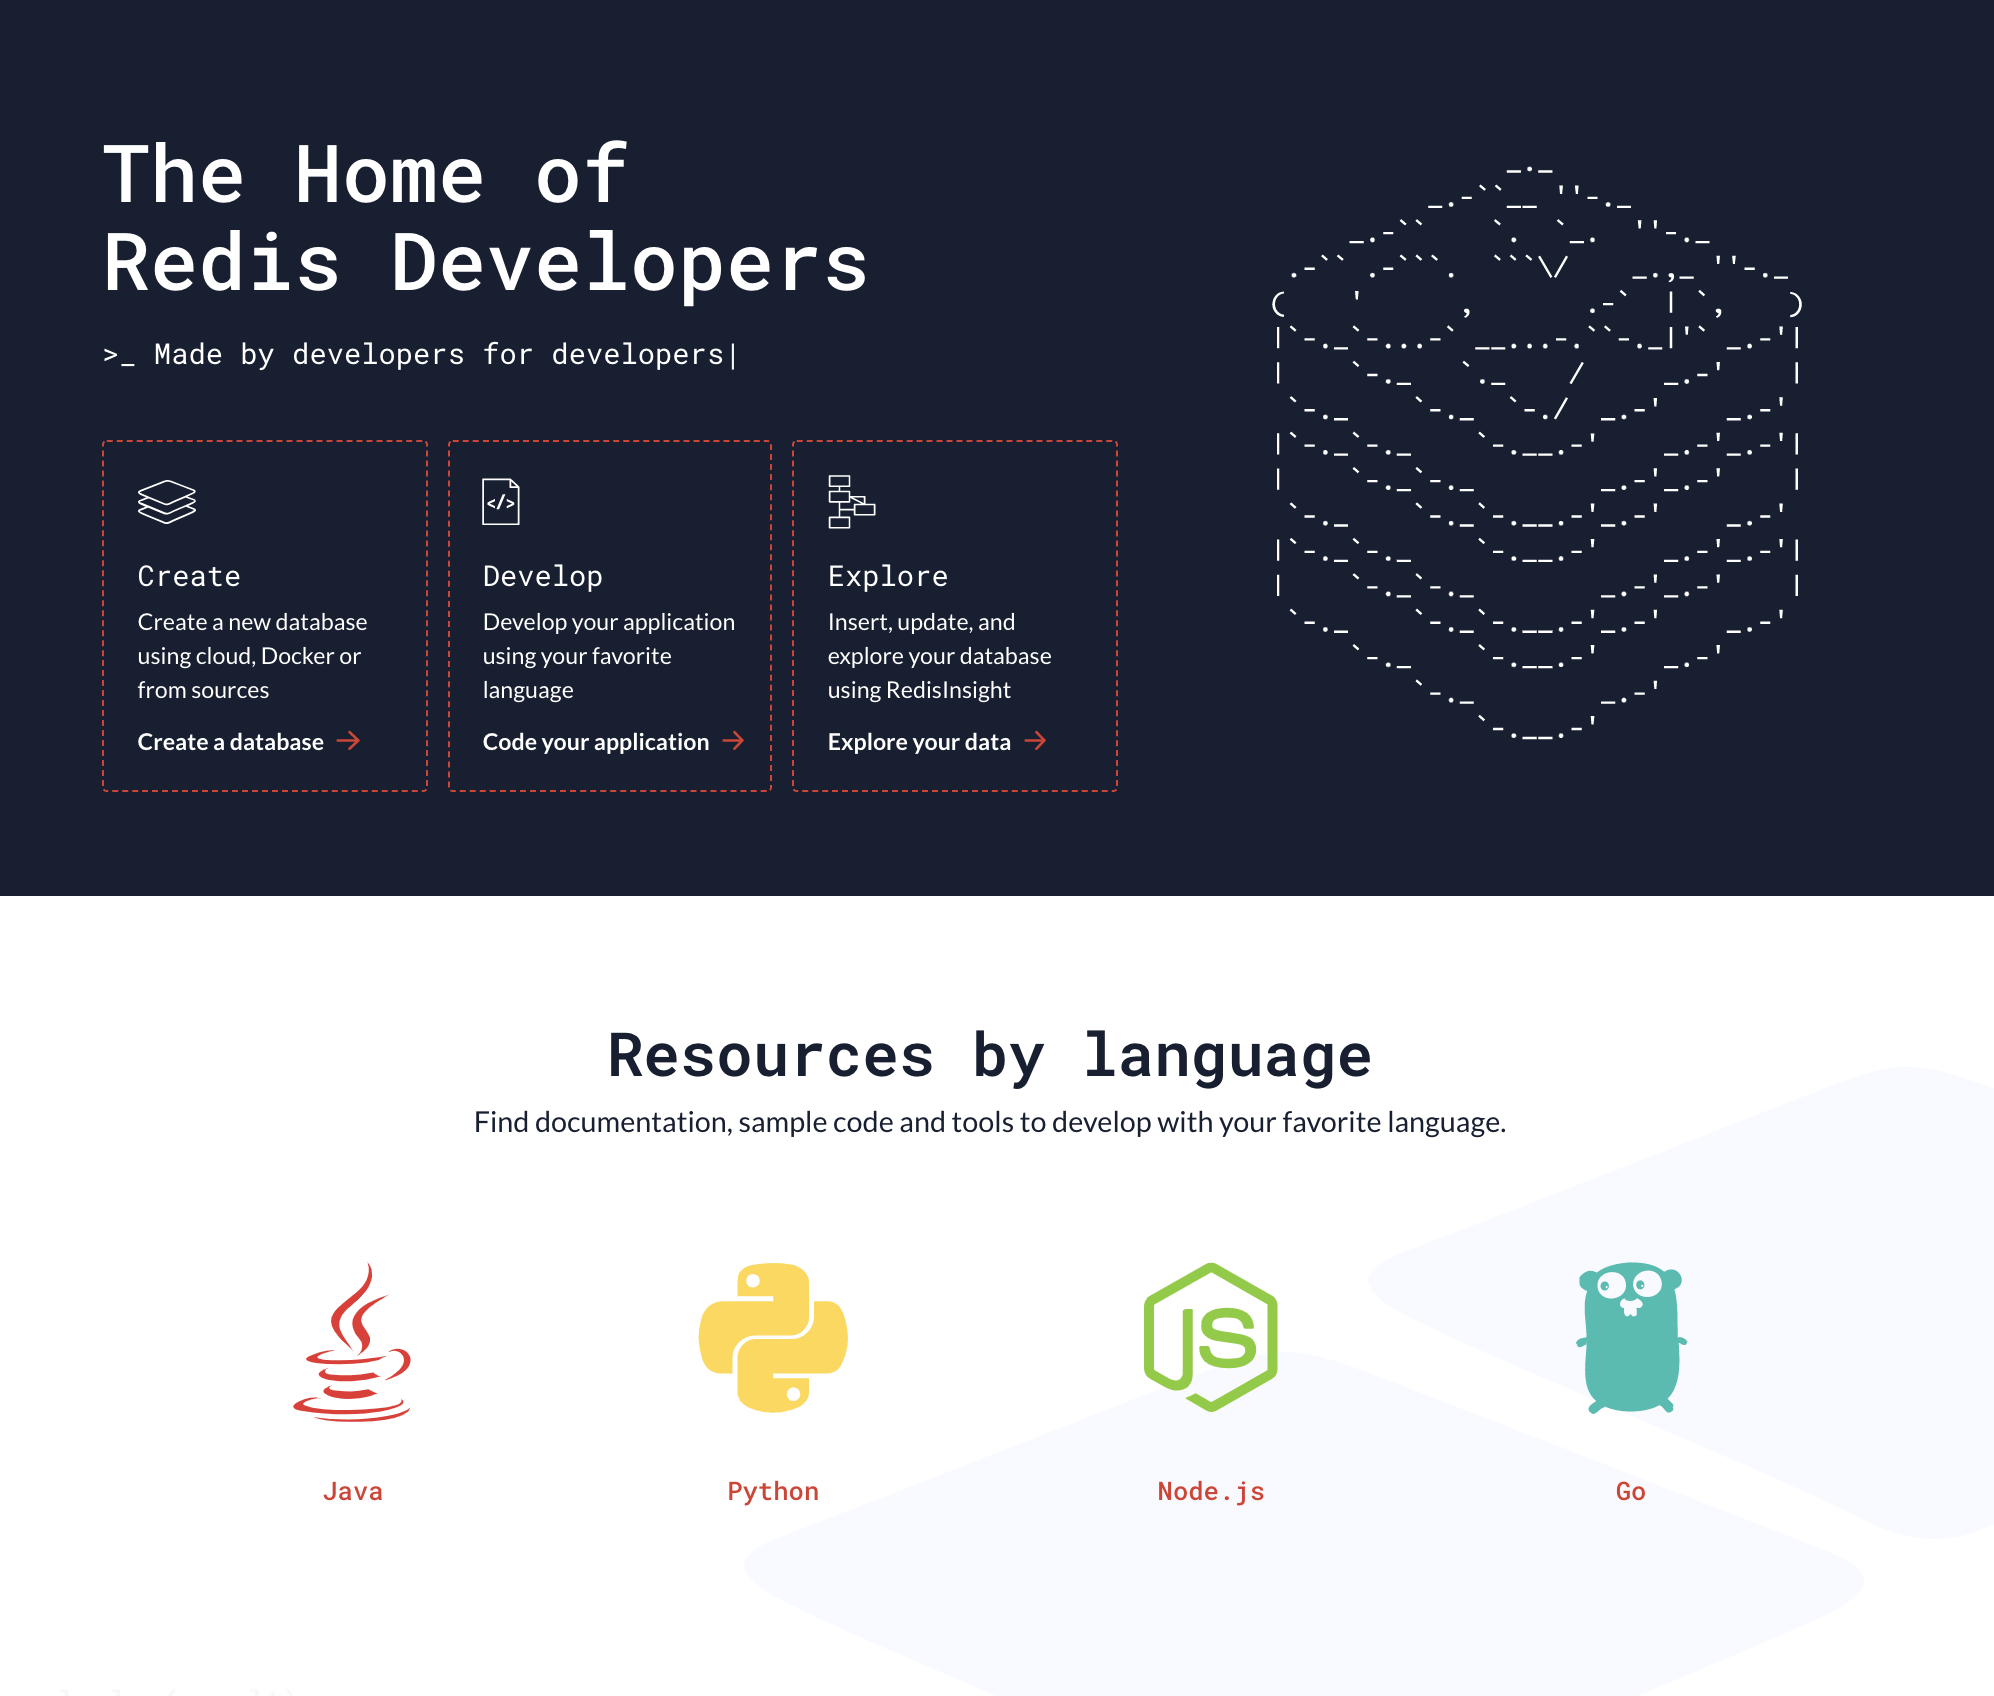 The Home of
Redis Developers
>_ Made by developers for developers|
Create
Create a new database
using cloud, Docker or
from sources
Create a database
</>
Develop
Develop your application
using your favorite
language
Code your application
Explore
Insert, update, and
explore your database
using RedisInsight
Explore your data
Resources by language
Find documentation, sample code and tools to develop with your favorite language.
JS
Java
Python
Node.js
Go